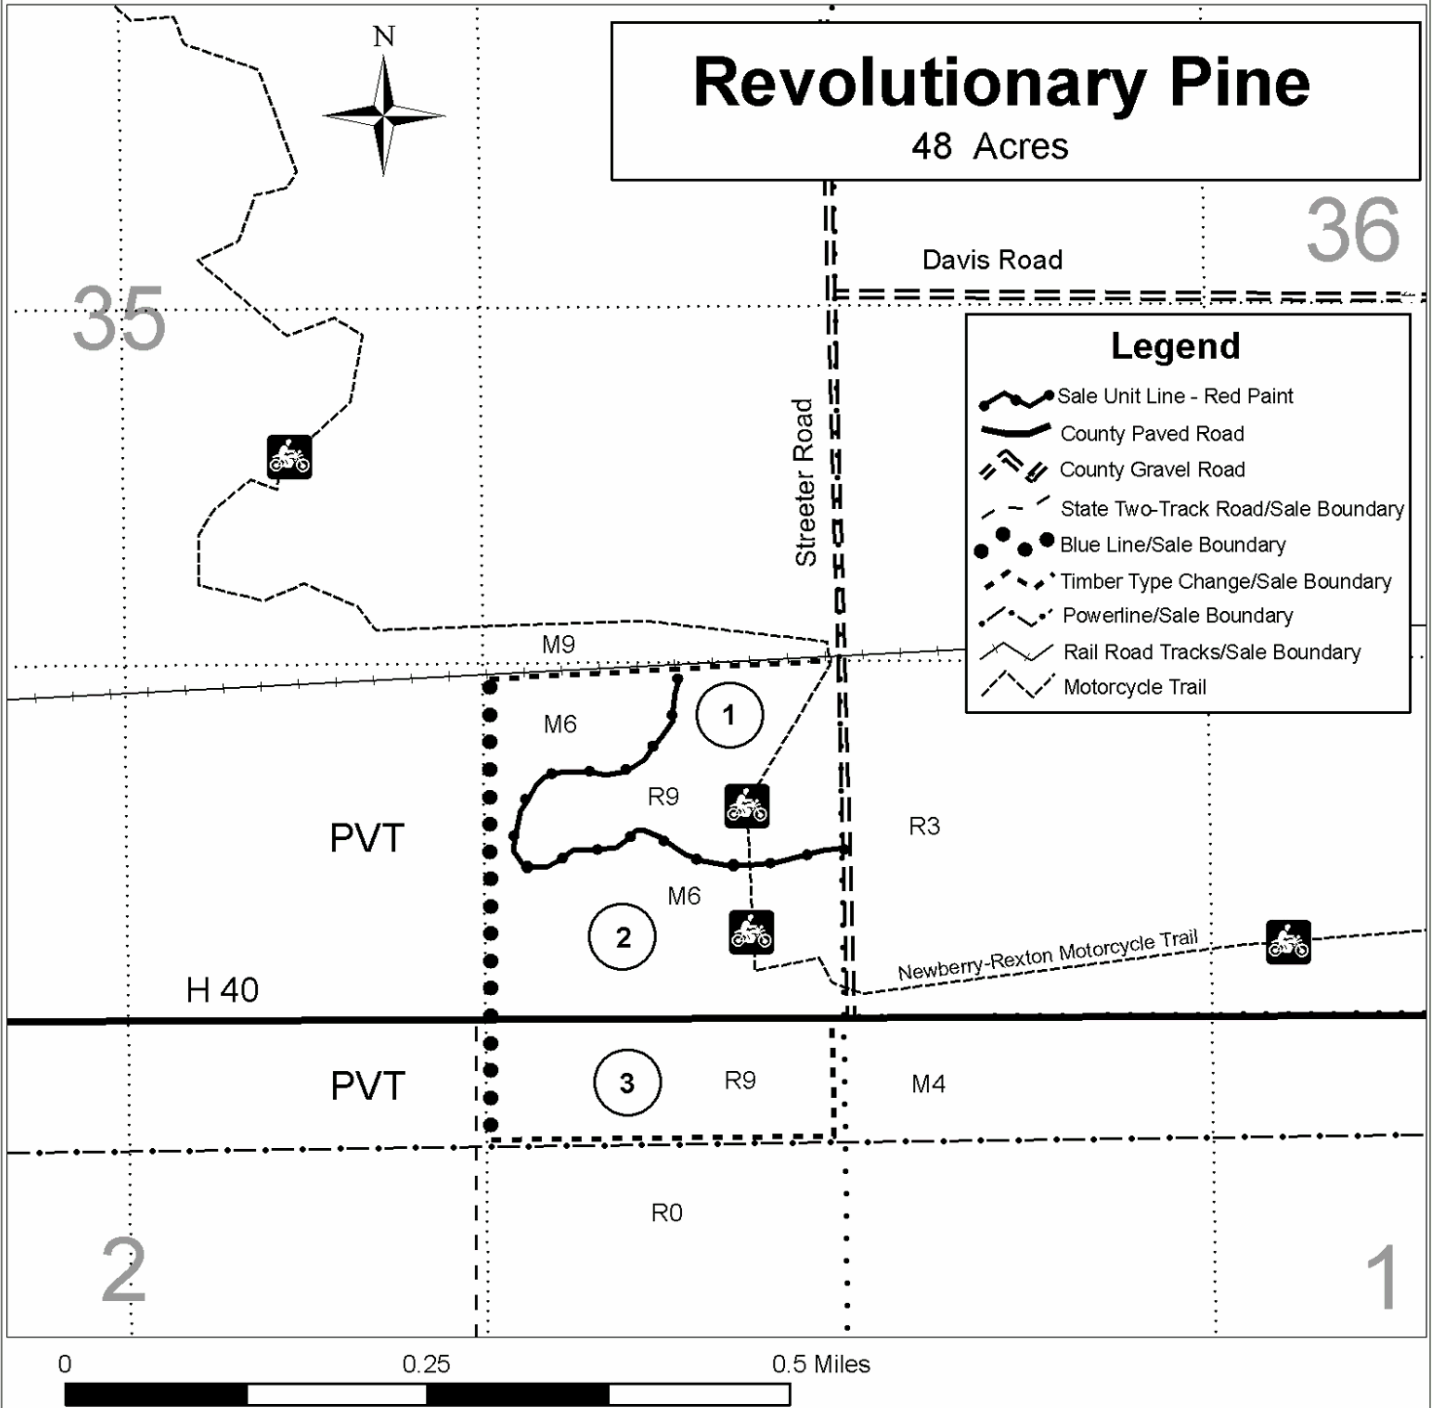 N
Revolutionary Pine
48 Acres
36
Davis Road
35
Legend
Sale Unit Line - Red Paint
County Paved Road
County Gravel Road
State Two-Track Road/Sale Boundary
Blue Line/Sale Boundary
Timber Type Change/Sale Boundary
Powerline/Sale Boundary
Rail Road Tracks/Sale Boundary
Motorcycle Trail
Streeter Road
M9
M6
1
R9
PVT
R3
M6
2
Newberry-Rexton Motorcycle Trail
H 40
PVT
3
R9
M4
R0
2
1
0
0.25
0.5 Miles